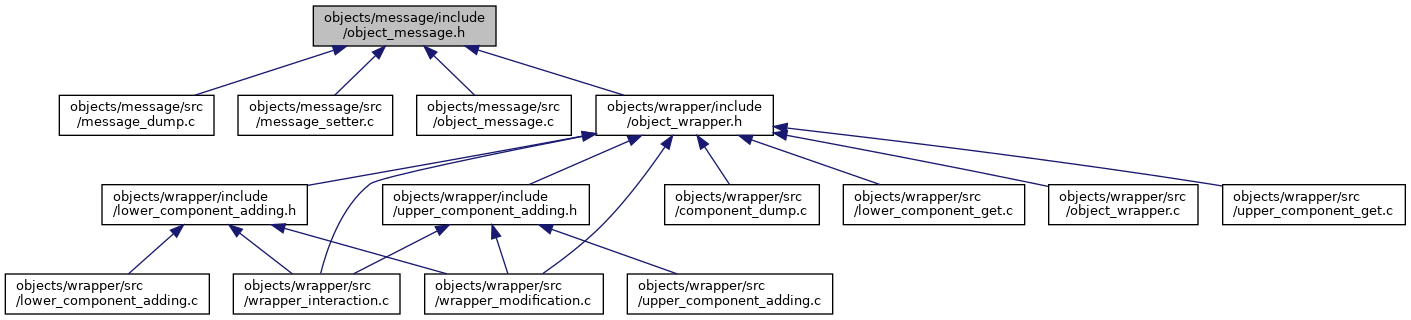 objects/message/include
/object_message.h
objects/message/src
/message_dump.c
objects/message/src
/message_setter.c
objects/message/src
/object_message.c
objects/wrapper/include
/object_wrapper.h
objects/wrapper/include
/lower_component_adding.h
objects/wrapper/include
/upper_component_adding.h
objects/wrapper/src
/component_dump.c
objects/wrapper/src
/lower_component_get.c
objects/wrapper/src
/object_wrapper.c
objects/wrapper/src
/upper_component_get.c
objects/wrapper/src
/lower_component_adding.c
objects/wrapper/src
/wrapper_interaction.c
objects/wrapper/src
/wrapper_modification.c
objects/wrapper/src
/upper_component_adding.c